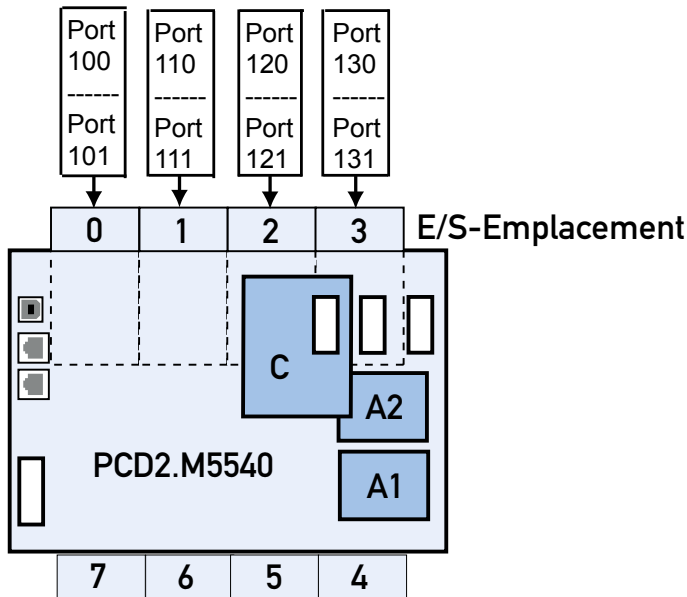 Port 100
Port 110
Port 120
Port 130
Port 101
Port 111
Port 121
Port 131
0 1 2 3 E/S-Emplacement
C
A2
PCD2.M5540
A1
7 6 5 4